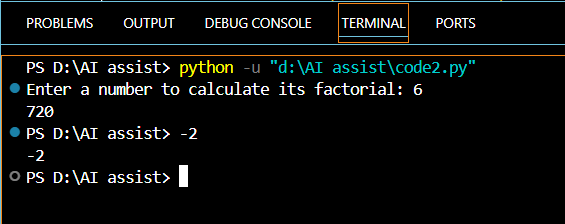 PROBLEMS OUTPUT DEBUG CONSOLE TERMINAL PORTS
PS D:\AI assist> python -u "d:\AI assist\code2.py"
Enter a number to calculate its factorial: 6
720
PS D:\AI assist> -2
-2
PS D:\AI assist>